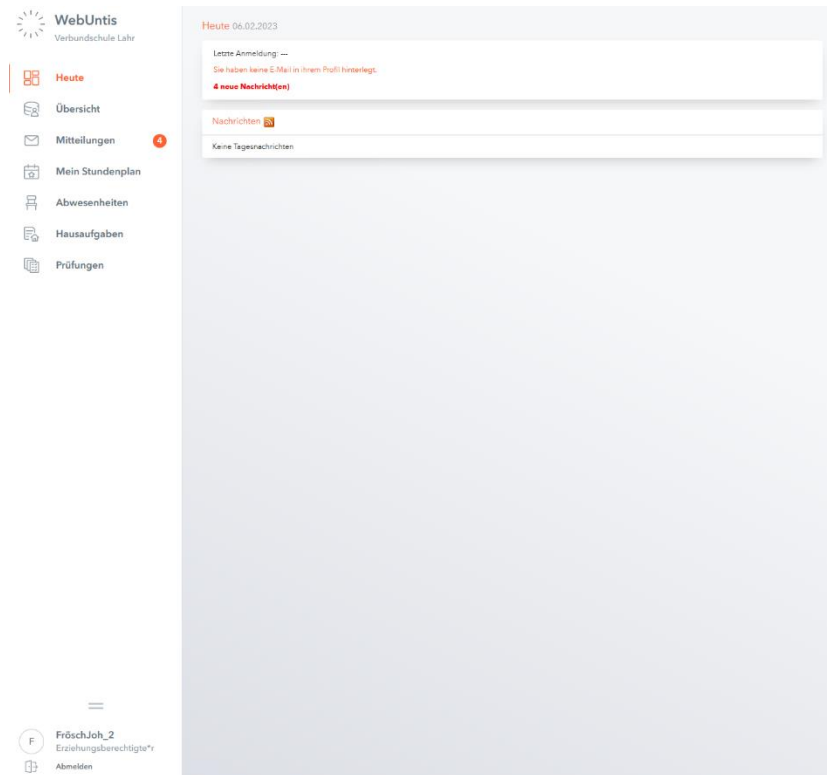 WebUntis
Verbundschule Lahr
Heute
Übersicht
Mitteilungen 4
Mein Stundenplan
Abwesenheiten
Hausaufgaben
Prüfungen
F
FröschJoh_2
Erziehungsberechtigte*r
Abmelden
Heute 06.02.2023
Letzte Anmeldung: ---
Sie haben keine E-Mail in ihrem Profil hinterlegt.
4 neue Nachricht(en)
Nachrichten
Keine Tagesnachrichten